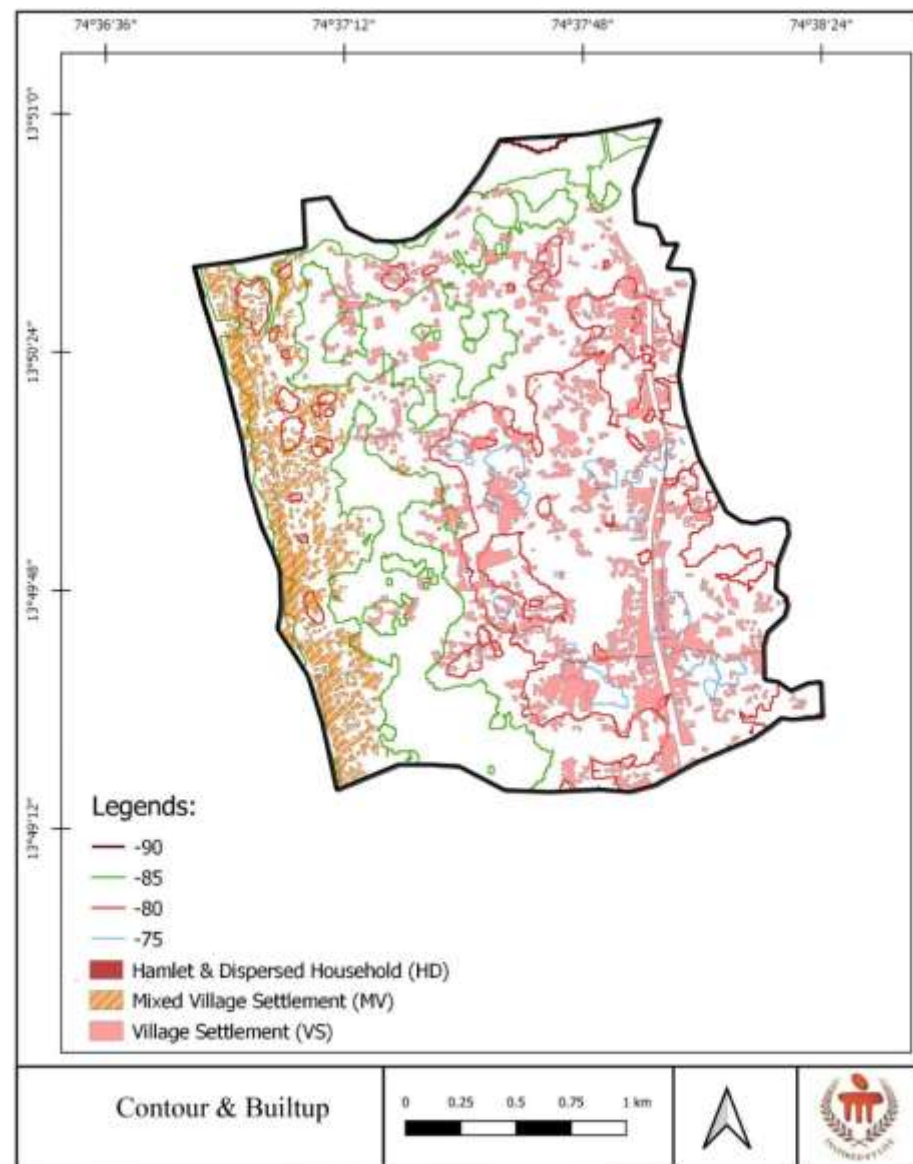 74°36'36" 74°37'12" 74°37'48" 74°38'24"
13°51'0"
13°50'24"
13°49'48"
13°49'12"
Legends:
-90
-85
-80
-75
Hamlet & Dispersed Household (HD)
Mixed Village Settlement (MV)
Village Settlement (VS)
Contour & Builtup
0 0.25 0.5 0.75 1 km